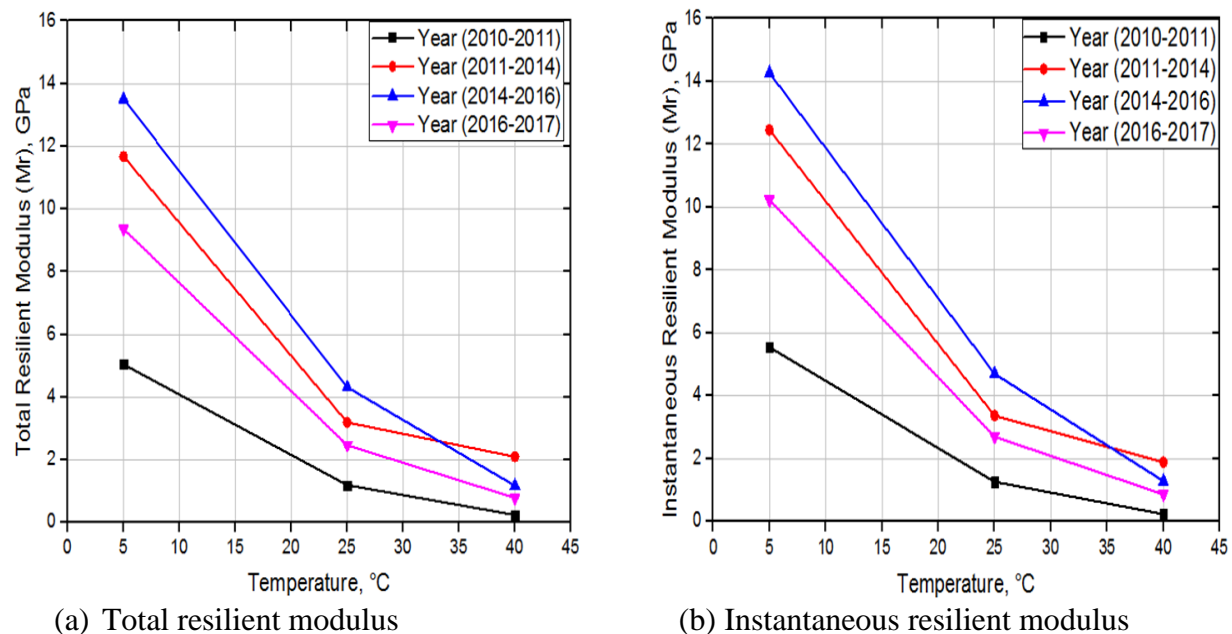 Total Resilient Modulus (Mr), GPa
16
14
12
10
8
6
4
2
0
0 5 10 15 20 25 30 35 40 45
Temperature, °C
Year (2010-2011)
Year (2011-2014)
Year (2014-2016)
Year (2016-2017)
(a) Total resilient modulus
Instantaneous Resilient Modulus (Mr), GPa
16
14
12
10
8
6
4
2
0
0 5 10 15 20 25 30 35 40 45
Temperature, °C
Year (2010-2011)
Year (2011-2014)
Year (2014-2016)
Year (2016-2017)
(b) Instantaneous resilient modulus